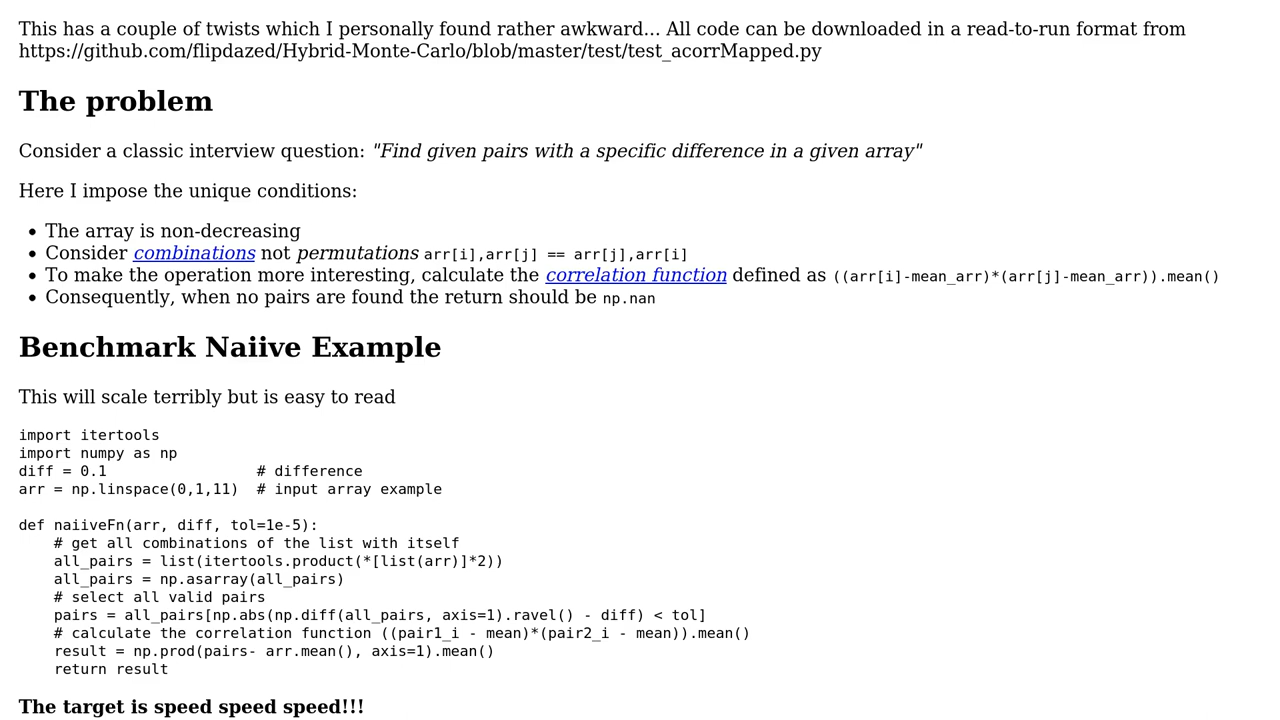 This has a couple of twists which I personally found rather awkward... All code can be downloaded in a read-to-run format from
https://github.com/flipdazed/Hybrid-Monte-Carlo/blob/master/test/test_acorrMapped.py
The problem
Consider a classic interview question: "Find given pairs with a specific difference in a given array"
Here I impose the unique conditions:
• The array is non-decreasing
• Consider combinations not permutations arr[i],arr[j] == arr[j],arr[i]
• To make the operation more interesting, calculate the correlation function defined as ((arr[i]-mean_arr)*(arr[j]-mean_arr)).mean()
• Consequently, when no pairs are found the return should be np.nan
Benchmark Naiive Example
This will scale terribly but is easy to read
import itertools
import numpy as np
diff = 0.1                 # difference
arr = np.linspace(0,1,11)  # input array example
def naiiveFn(arr, diff, tol=1e-5):
    # get all combinations of the list with itself
    all_pairs = list(itertools.product(*[list(arr)]*2))
    all_pairs = np.asarray(all_pairs)
    # select all valid pairs
    pairs = all_pairs[np.abs(np.diff(all_pairs, axis=1).ravel() - diff) < tol]
    # calculate the correlation function ((pair1_i - mean)*(pair2_i - mean)).mean()
    result = np.prod(pairs- arr.mean(), axis=1).mean()
    return result
The target is speed speed speed!!!